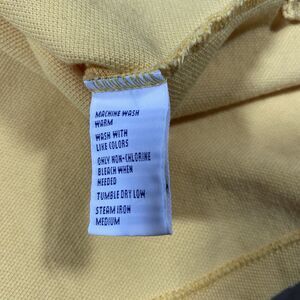 MACHINE WASH
WARM
WASH WITH
LIKE COLORS
ONLY NON-CHLORINE
BLEACH WHEN
NEEDED
TUMBLE DRY LOW
STEAM IRON
MEDIUM